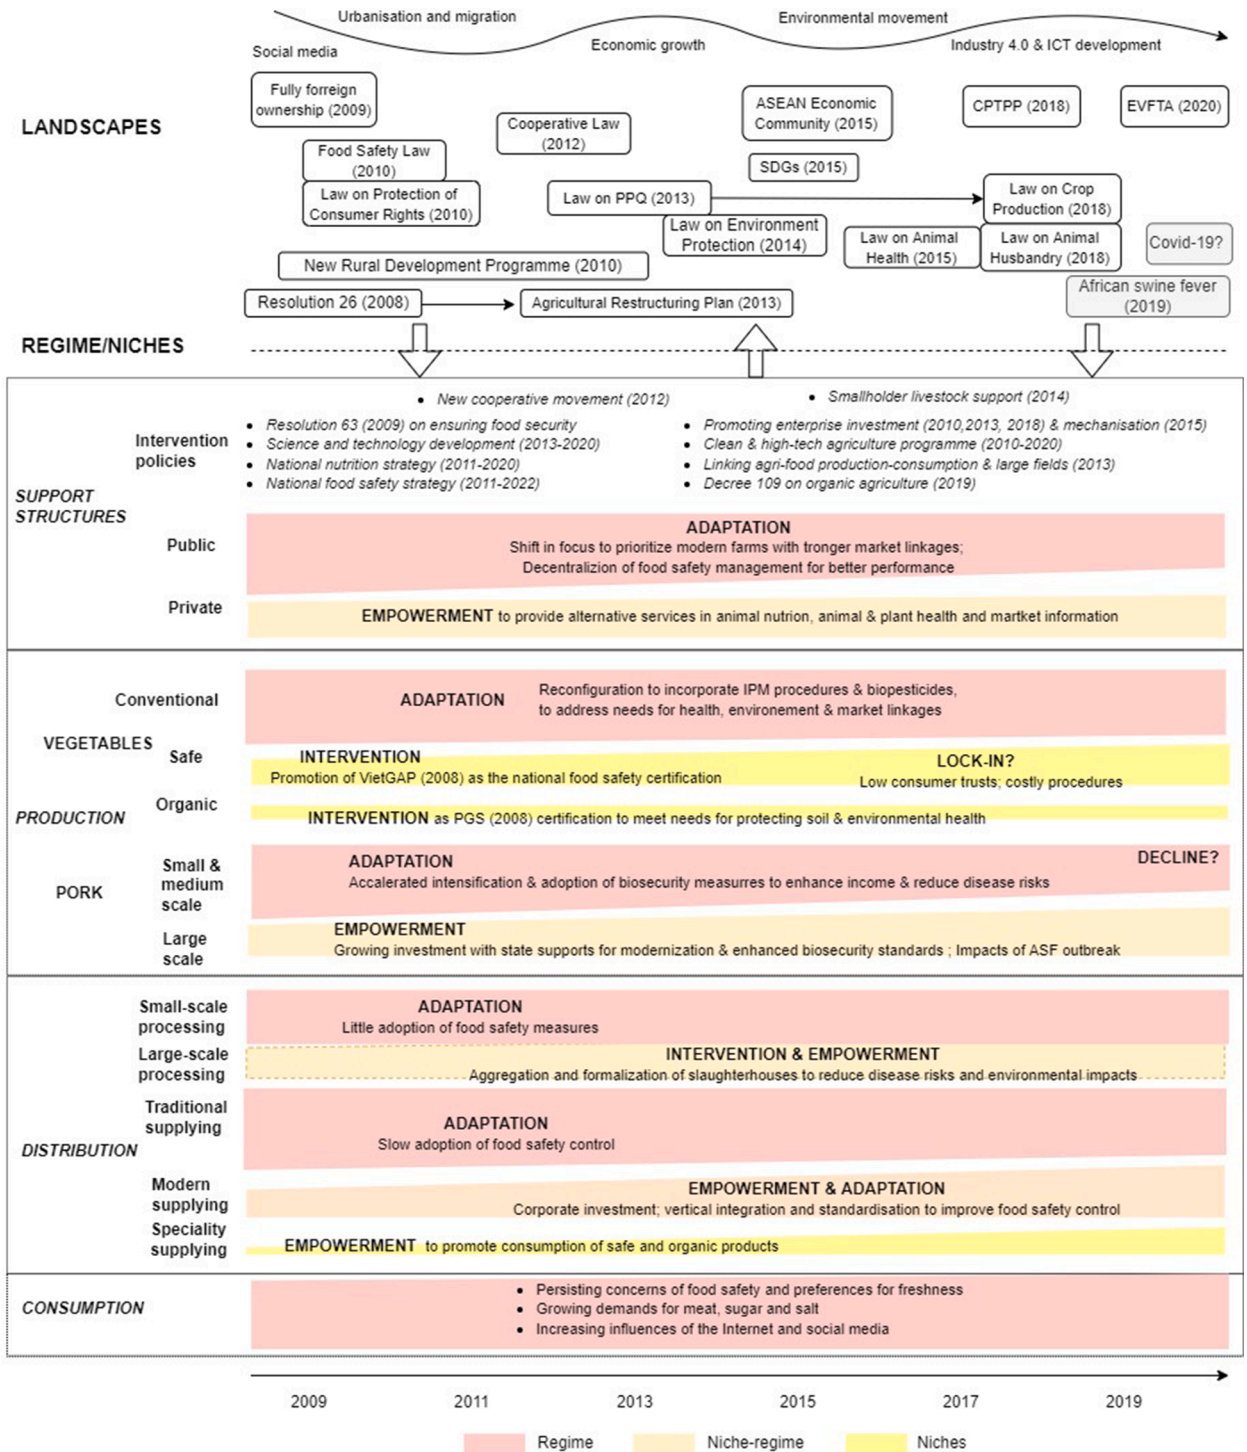 Urbanisation and migration
Environmental movement
Social media
Economic growth
Industry 4.0 & ICT development
LANDSCAPES
Fully forreign
ownership (2009)
Cooperative Law
(2012)
ASEAN Economic
Community (2015)
CPTPP (2018)
EVFTA (2020)
Food Safety Law
(2010)
SDGs (2015)
Law on Protection of
Consumer Rights (2010)
Law on PPQ (2013)
Law on Crop
Production (2018)
Law on Environment
Protection (2014)
Law on Animal
Health (2015)
Law on Animal
Husbandry (2018)
Covid-19?
New Rural Development Programme (2010)
African swine fever
(2019)
Resolution 26 (2008)
Agricultural Restructuring Plan (2013)
REGIME/NICHES
SUPPORT
STRUCTURES
Intervention
policies
• New cooperative movement (2012)
• Smallholder livestock support (2014)
• Resolution 63 (2009) on ensuring food security
• Science and technology development (2013-2020)
• National nutrition strategy (2011-2020)
• National food safety strategy (2011-2022)
• Promoting enterprise investment (2010,2013, 2018) & mechanisation (2015)
• Clean & high-tech agriculture programme (2010-2020)
• Linking agri-food production-consumption & large fields (2013)
• Decree 109 on organic agriculture (2019)
Public
ADAPTATION
Shift in focus to prioritize modern farms with tronger market linkages;
Decentralizion of food safety management for better performance
Private
EMPOWERMENT to provide alternative services in animal nutrion, animal & plant health and martket information
PRODUCTION
VEGETABLES
Conventional
ADAPTATION
Reconfiguration to incorporate IPM procedures & biopesticides,
to address needs for health, environement & market linkages
Safe
INTERVENTION
Promotion of VietGAP (2008) as the national food safety certification
LOCK-IN?
Low consumer trusts; costly procedures
Organic
INTERVENTION as PGS (2008) certification to meet needs for protecting soil & environmental health
PORK
Small &
medium
scale
ADAPTATION
Accalerated intensification & adoption of biosecurity measurres to enhance income & reduce disease risks
DECLINE?
Large
scale
EMPOWERMENT
Growing investment with state supports for modernization & enhanced biosecurity standards ; Impacts of ASF outbreak
DISTRIBUTION
Small-scale
processing
ADAPTATION
Little adoption of food safety measures
Large-scale
processing
INTERVENTION & EMPOWERMENT
Aggregation and formalization of slaughterhouses to reduce disease risks and environmental impacts
Traditional
supplying
ADAPTATION
Slow adoption of food safety control
Modern
supplying
EMPOWERMENT & ADAPTATION
Corporate investment; vertical integration and standardisation to improve food safety control
Speciality
supplying
EMPOWERMENT to promote consumption of safe and organic products
CONSUMPTION
• Persisting concerns of food safety and preferences for freshness
• Growing demands for meat, sugar and salt
• Increasing influences of the Internet and social media
2009 2011 2013 2015 2017 2019
Regime Niche-regime Niches